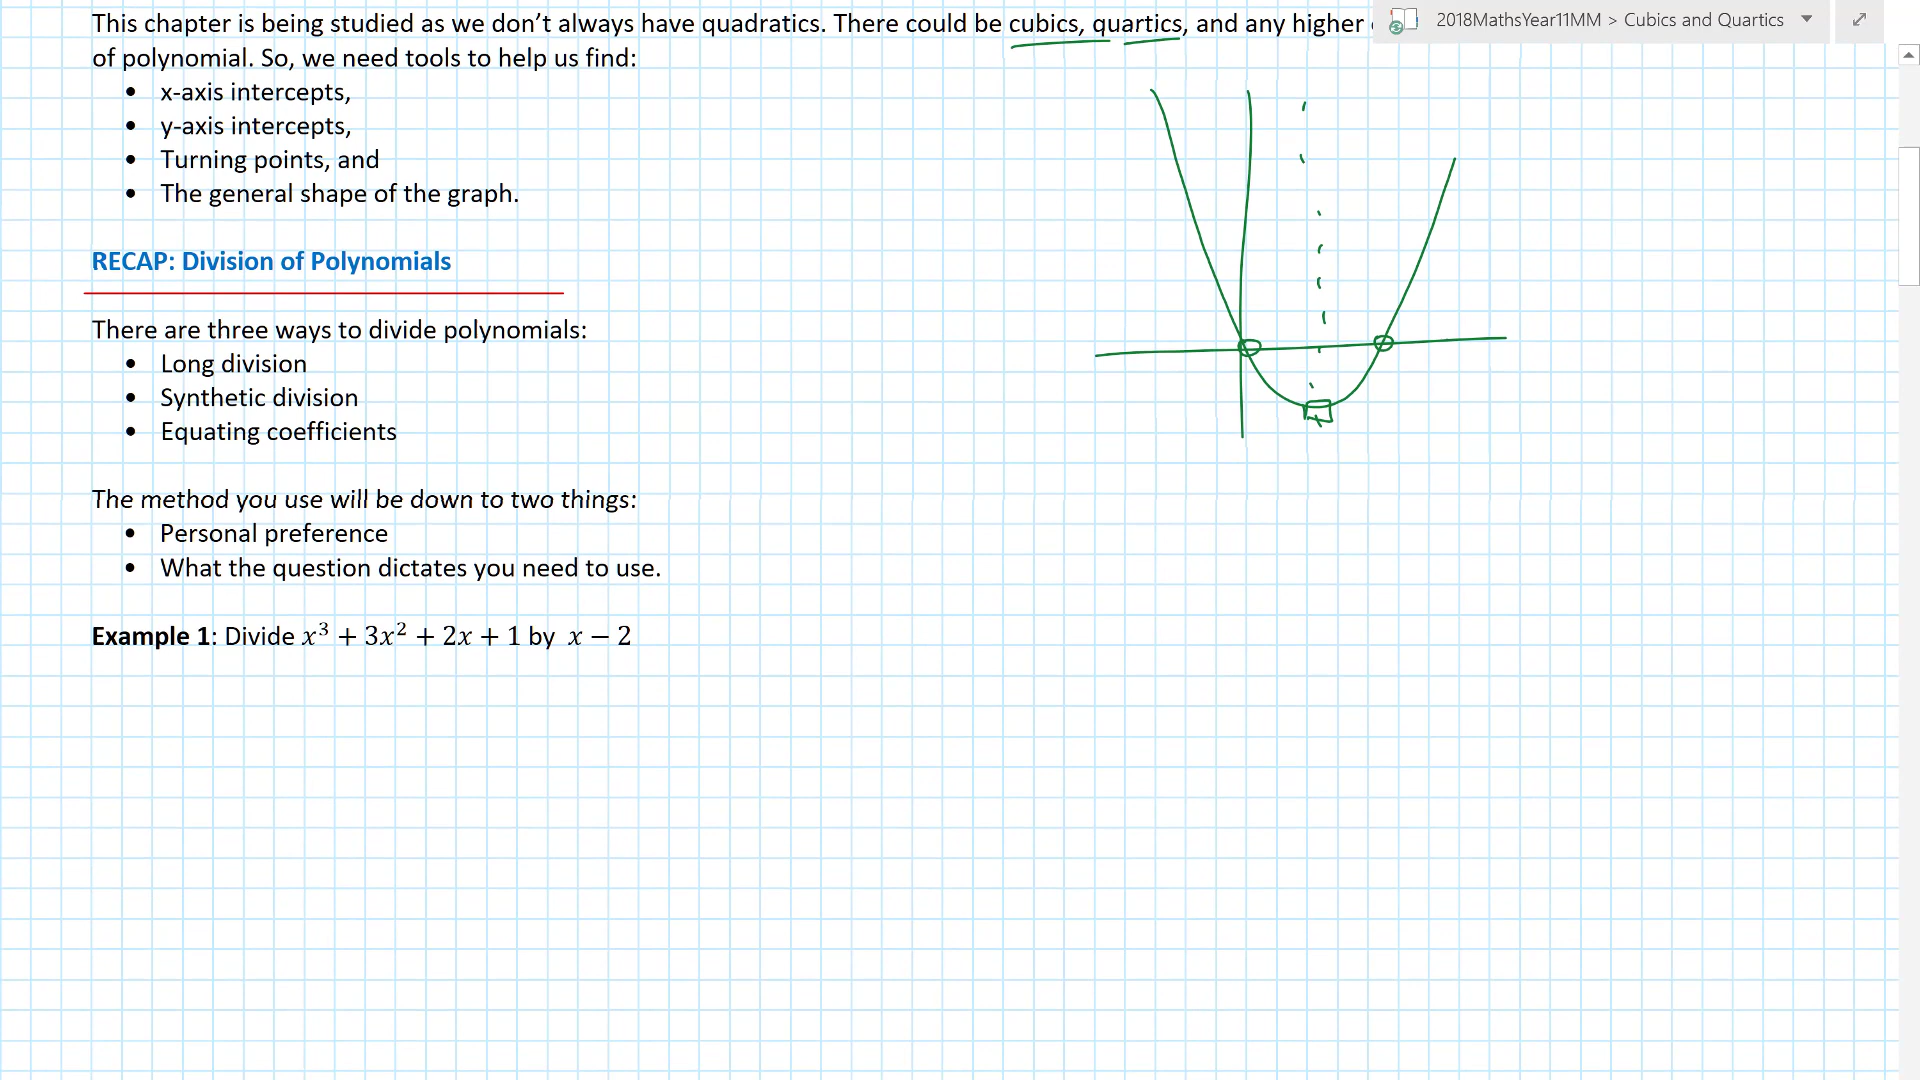 This chapter is being studied as we don’t always have quadratics. There could be cubics, quartics, and any higher
2018MathsYear11MM > Cubics and Quartics
of polynomial. So, we need tools to help us find:
• x-axis intercepts,
• y-axis intercepts,
• Turning points, and
• The general shape of the graph.
RECAP: Division of Polynomials
There are three ways to divide polynomials:
• Long division
• Synthetic division
• Equating coefficients
The method you use will be down to two things:
• Personal preference
• What the question dictates you need to use.
Example 1: Divide x³ + 3x² + 2x + 1 by x − 2